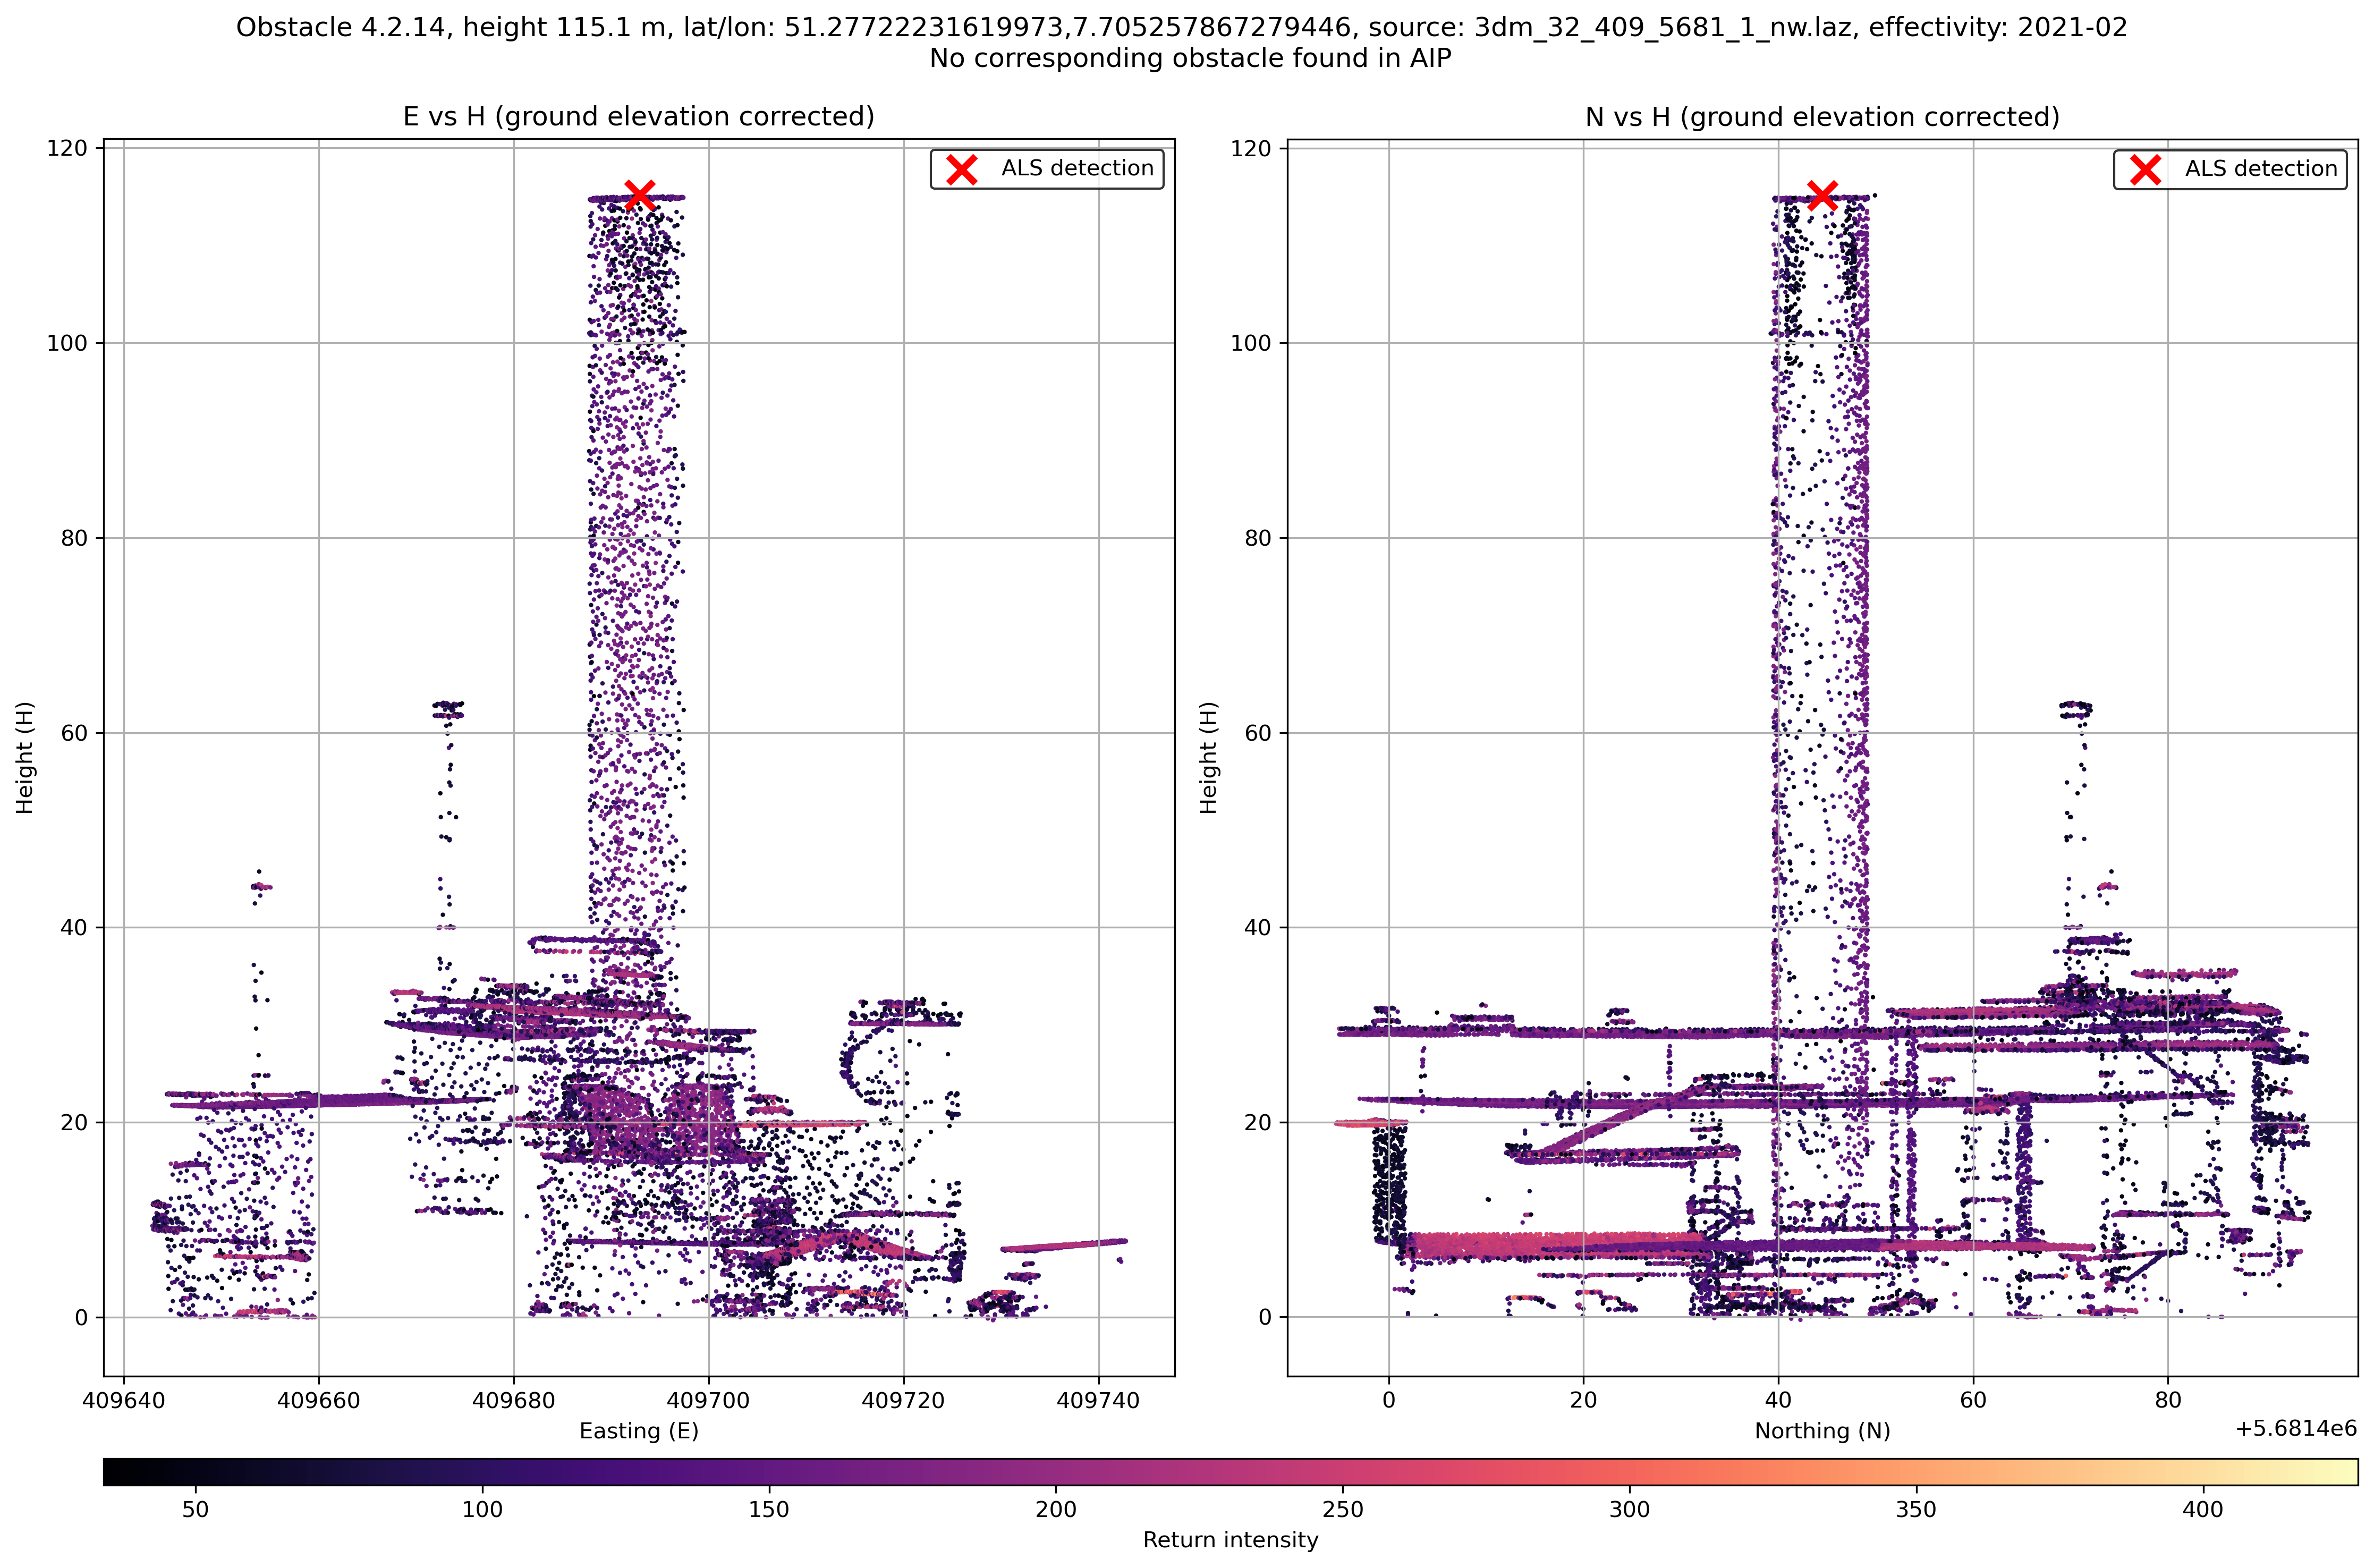 Obstacle 4.2.14, height 115.1 m, lat/lon: 51.27722231619973,7.705257867279446, source: 3dm_32_409_5681_1_nw.laz, effectivity: 2021-02
No corresponding obstacle found in AIP
E vs H (ground elevation corrected)
N vs H (ground elevation corrected)
ALS detection
ALS detection
120
100
80
60
40
20
0
Height (H)
120
100
80
60
40
20
0
Height (H)
409640 409660 409680 409700 409720 409740
Easting (E)
0 20 40 60 80
Northing (N)
+5.6814e6
50 100 150 200 250 300 350 400
Return intensity